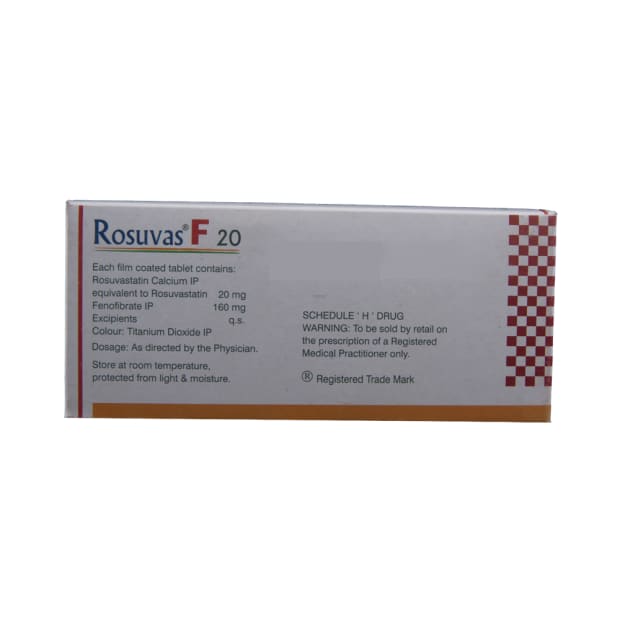 Rosuvas® F 20
Each film coated tablet contains:
Rosuvastatin Calcium IP
equivalent to Rosuvastatin 20 mg
Fenofibrate IP 160 mg
Excipients q.s.
Colour: Titanium Dioxide IP
Dosage: As directed by the Physician.
Store at room temperature,
protected from light & moisture.
SCHEDULE ' H ' DRUG
WARNING: To be sold by retail on
the prescription of a Registered
Medical Practitioner only.
® Registered Trade Mark